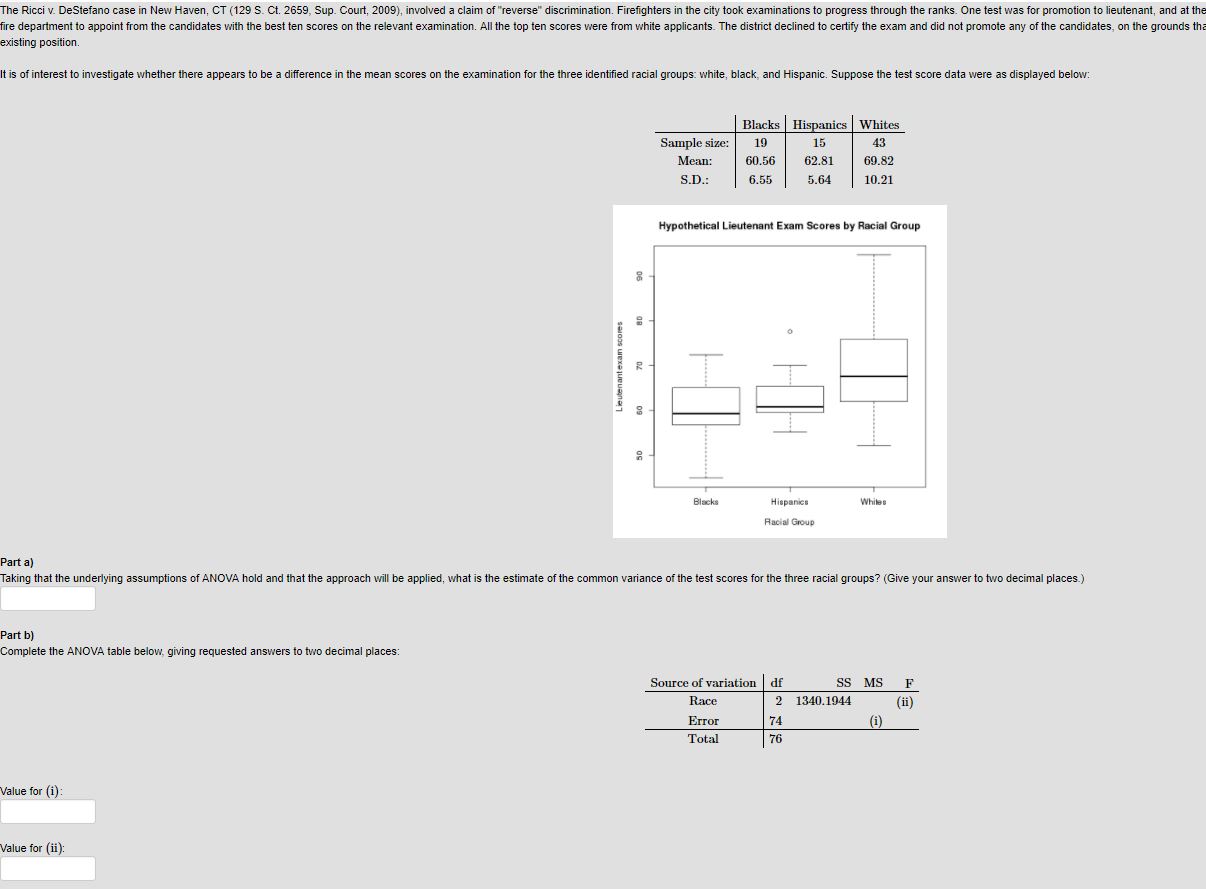 The Ricci v. DeStefano case in New Haven, CT (129 S. Ct. 2659, Sup. Court, 2009), involved a claim of "reverse" discrimination. Firefighters in the city took examinations to progress through the ranks. One test was for promotion to lieutenant, and at the
fire department to appoint from the candidates with the best ten scores on the relevant examination. All the top ten scores were from white applicants. The district declined to certify the exam and did not promote any of the candidates, on the grounds tha
existing position.
It is of interest to investigate whether there appears to be a difference in the mean scores on the examination for the three identified racial groups: white, black, and Hispanic. Suppose the test score data were as displayed below:
Blacks Hispanics Whites
Sample size: 19 15 43
Mean: 60.56 62.81 69.82
S.D.: 6.55 5.64 10.21
Hypothetical Lieutenant Exam Scores by Racial Group
Lieutenant exam scores
90
80
70
60
50
Blacks Hispanics Whites
Racial Group
Part a)
Taking that the underlying assumptions of ANOVA hold and that the approach will be applied, what is the estimate of the common variance of the test scores for the three racial groups? (Give your answer to two decimal places.)
Part b)
Complete the ANOVA table below, giving requested answers to two decimal places:
Source of variation df SS MS F
Race 2 1340.1944 (ii)
Error 74 (i)
Total 76
Value for (i):
Value for (ii):